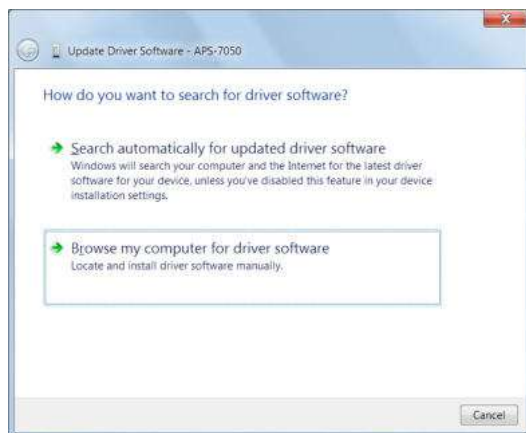 Update Driver Software - APS-7050
How do you want to search for driver software?
Search automatically for updated driver software
Windows will search your computer and the Internet for the latest driver
software for your device, unless you've disabled this feature in your device
installation settings.
Browse my computer for driver software
Locate and install driver software manually.
Cancel